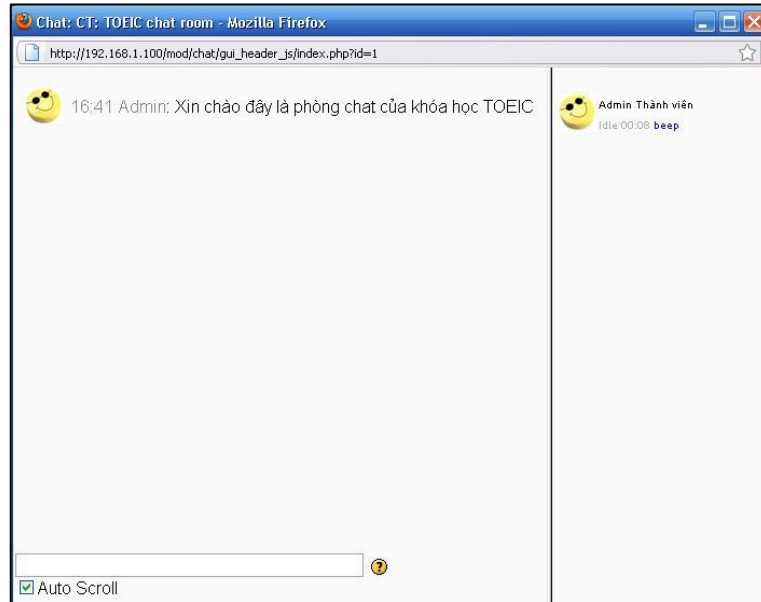 Chat: CT: TOEIC chat room - Mozilla Firefox
http://192.168.1.100/mod/chat/gui_header_js/index.php?id=1
16:41 Admin: Xin chào đây là phòng chat của khóa học TOEIC
Admin Thành viên
Idle 00:08 beep
?
Auto Scroll